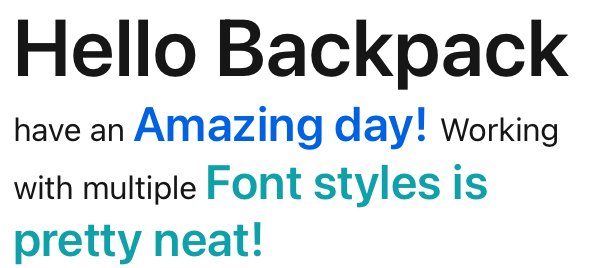 Hello Backpack
have an Amazing day! Working
with multiple Font styles is
pretty neat!